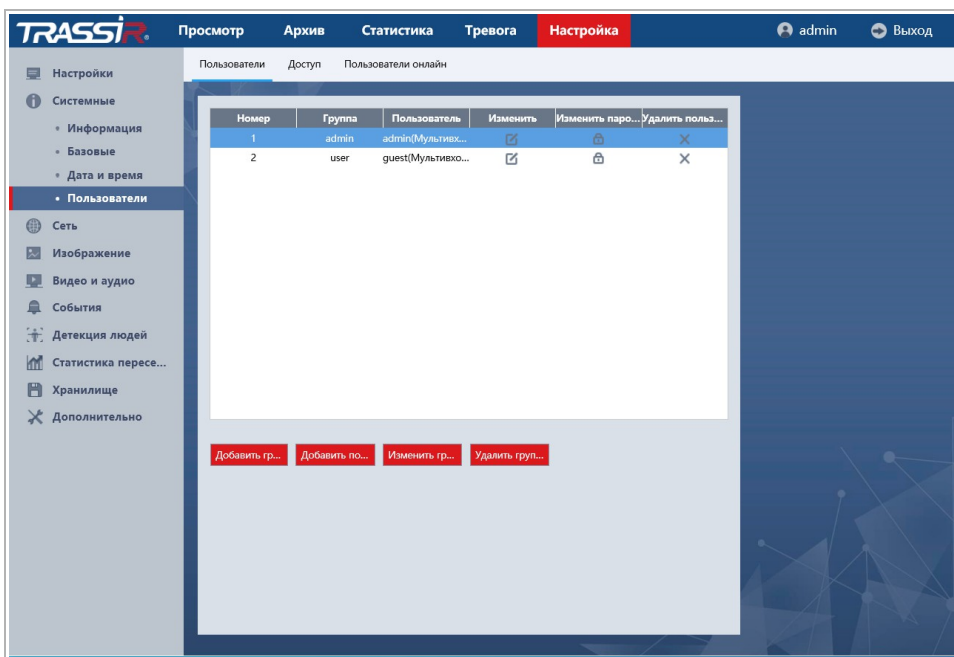 TRASSIR®
Просмотр Архив Статистика Тревога Настройка admin Выход
Пользователи Доступ Пользователи онлайн
Настройки
Системные
Информация
Базовые
Дата и время
Пользователи
Сеть
Изображение
Видео и аудио
События
Детекция людей
Статистика пересе...
Хранилище
Дополнительно
Номер Группа Пользователь Изменить Изменить паро... Удалить польз...
1 admin admin(Мультивх...
2 user guest(Мультивхо...
Добавить гр... Добавить по... Изменить гр... Удалить груп...